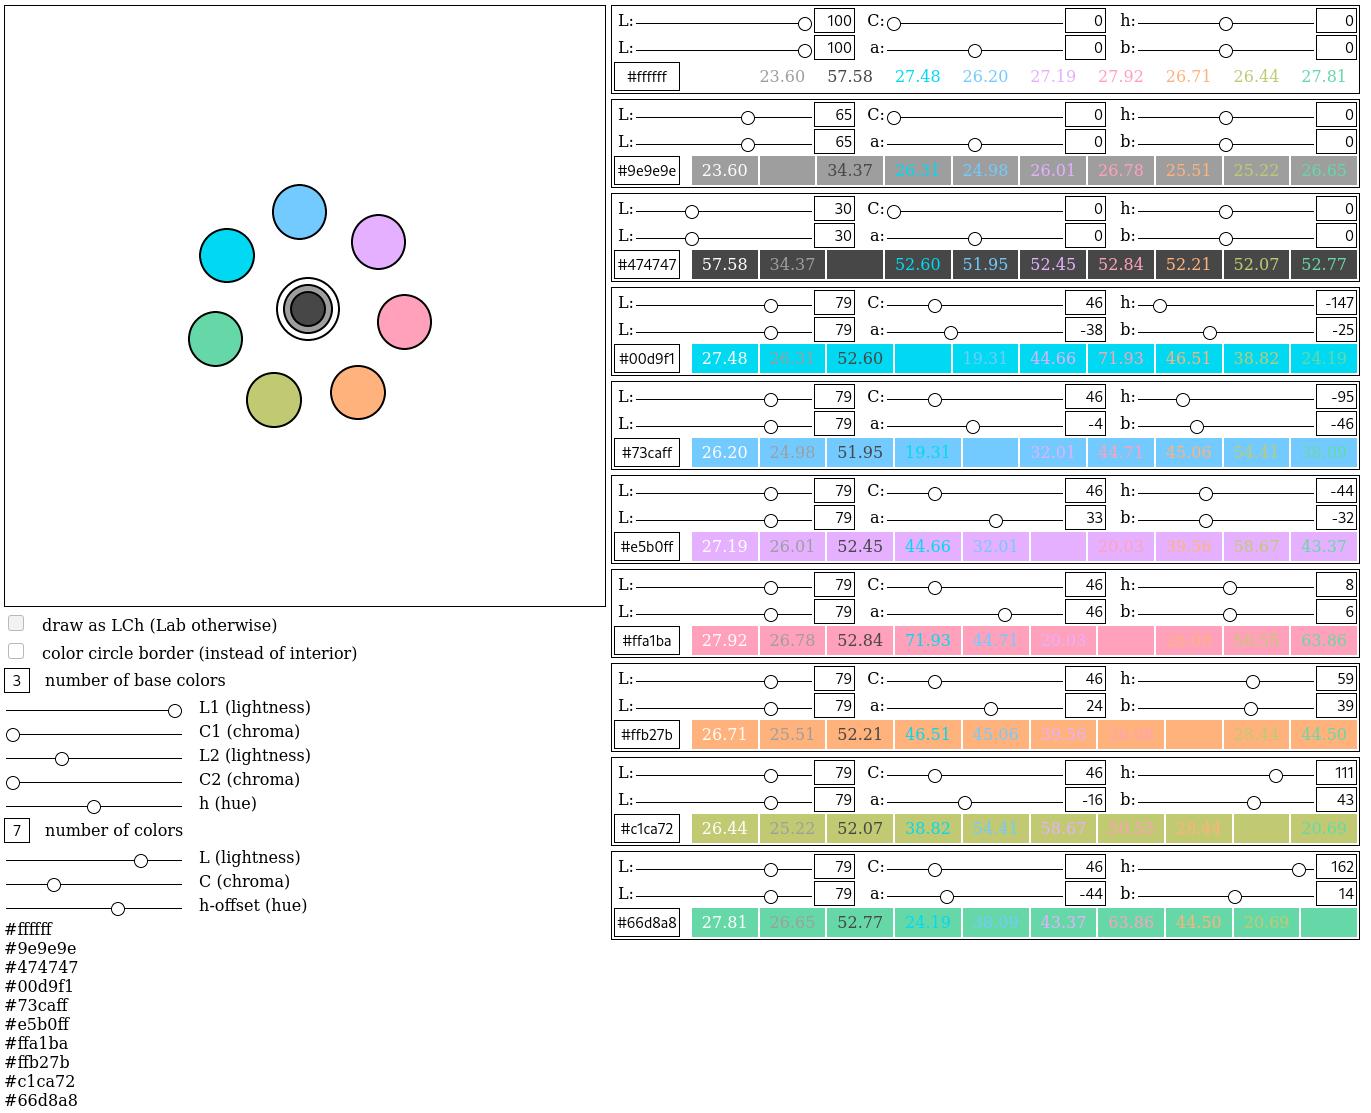 draw as LCh (Lab otherwise)
color circle border (instead of interior)
3 number of base colors
L1 (lightness)
C1 (chroma)
L2 (lightness)
C2 (chroma)
h (hue)
7 number of colors
L (lightness)
C (chroma)
h-offset (hue)
#ffffff
#9e9e9e
#474747
#00d9f1
#73caff
#e5b0ff
#ffa1ba
#ffb27b
#c1ca72
#66d8a8
L: 100 C: 0 h: 0
L: 100 a: 0 b: 0
#ffffff 23.60 57.58 27.48 26.20 27.19 27.92 26.71 26.44 27.81
L: 65 C: 0 h: 0
L: 65 a: 0 b: 0
#9e9e9e 23.60 34.37 26.31 24.98 26.01 26.78 25.51 25.22 26.65
L: 30 C: 0 h: 0
L: 30 a: 0 b: 0
#474747 57.58 34.37 52.60 51.95 52.45 52.84 52.21 52.07 52.77
L: 79 C: 46 h: -147
L: 79 a: -38 b: -25
#00d9f1 27.48 26.31 52.60 19.31 44.66 71.93 46.51 38.82 24.19
L: 79 C: 46 h: -95
L: 79 a: -4 b: -46
#73caff 26.20 24.98 51.95 19.31 32.01 44.71 45.06 54.41
L: 79 C: 46 h: -44
L: 79 a: 33 b: -32
#e5b0ff 27.19 26.01 52.45 44.66 32.01 20.03 39.56 58.67 43.37
L: 79 C: 46 h: 8
L: 79 a: 46 b: 6
#ffa1ba 27.92 26.78 52.84 71.93 44.71 20.03 63.86
L: 79 C: 46 h: 59
L: 79 a: 24 b: 39
#ffb27b 26.71 25.51 52.21 46.51 45.06 39.56 28.44 44.50
L: 79 C: 46 h: 111
L: 79 a: -16 b: 43
#c1ca72 26.44 25.22 52.07 38.82 54.41 58.67 28.44 20.69
L: 79 C: 46 h: 162
L: 79 a: -44 b: 14
#66d8a8 27.81 26.65 52.77 24.19 43.37 63.86 44.50 20.69